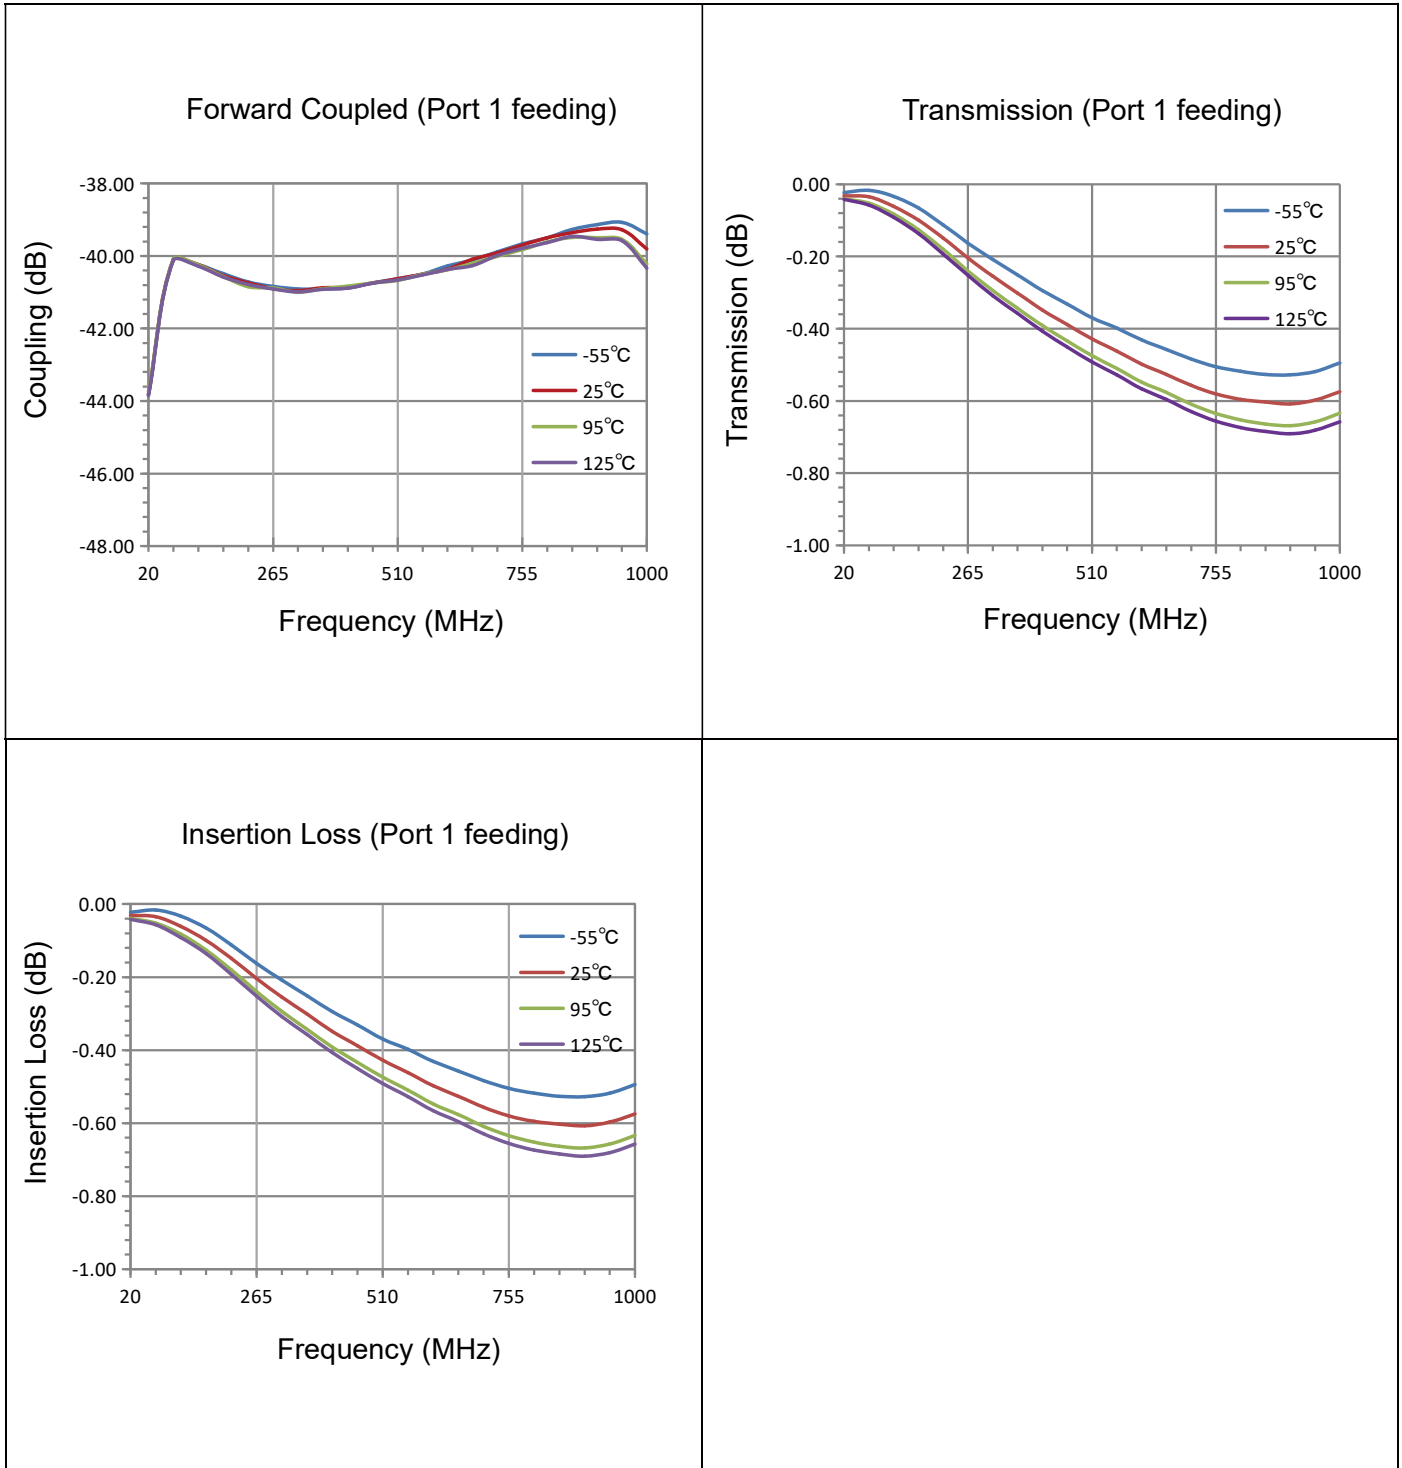 Forward Coupled (Port 1 feeding)
-38.00
-40.00
-42.00
-44.00
-46.00
-48.00
Coupling (dB)
-55℃
25℃
95℃
125℃
20 265 510 755 1000
Frequency (MHz)
Transmission (Port 1 feeding)
0.00
-0.20
-0.40
-0.60
-0.80
-1.00
Transmission (dB)
-55℃
25℃
95℃
125℃
20 265 510 755 1000
Frequency (MHz)
Insertion Loss (Port 1 feeding)
0.00
-0.20
-0.40
-0.60
-0.80
-1.00
Insertion Loss (dB)
-55℃
25℃
95℃
125℃
20 265 510 755 1000
Frequency (MHz)